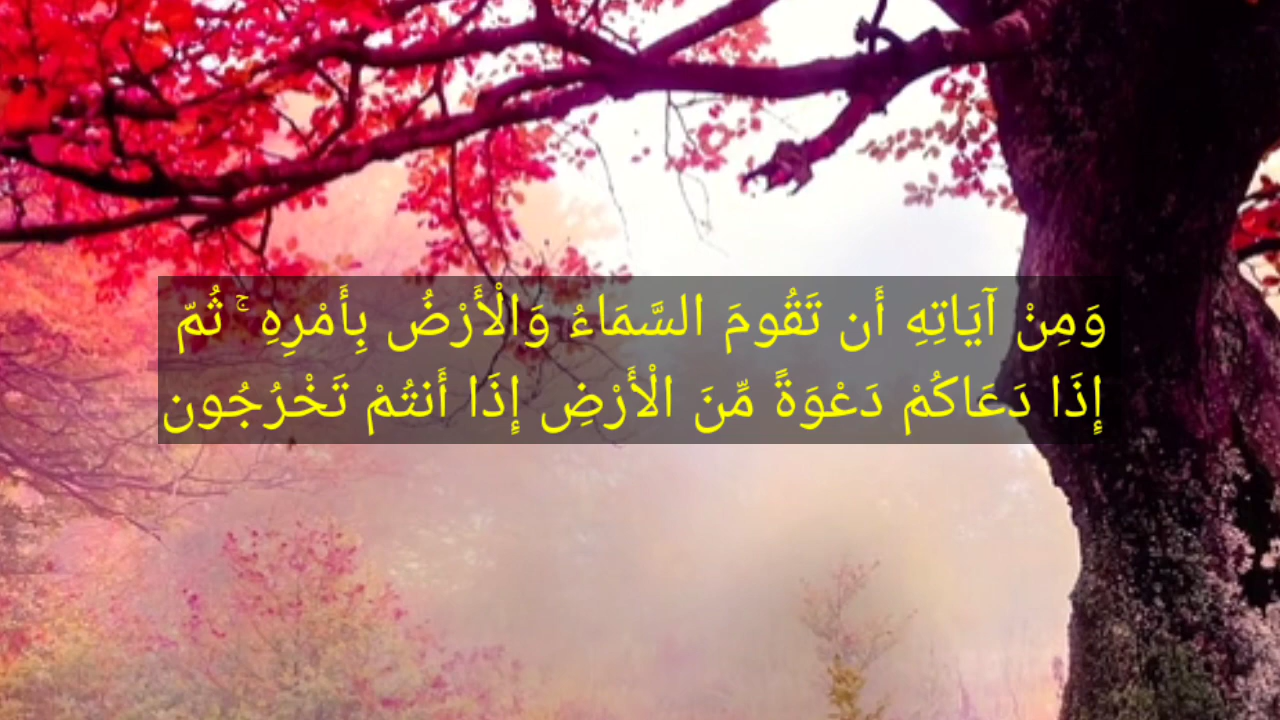 وَمِنْ آيَاتِهِ أَن تَقُومَ السَّمَاءُ وَالْأَرْضُ بِأَمْرِهِ ۚ ثُمّ
إِذَا دَعَاكُمْ دَعْوَةً مِّنَ الْأَرْضِ إِذَا أَنتُمْ تَخْرُجُون